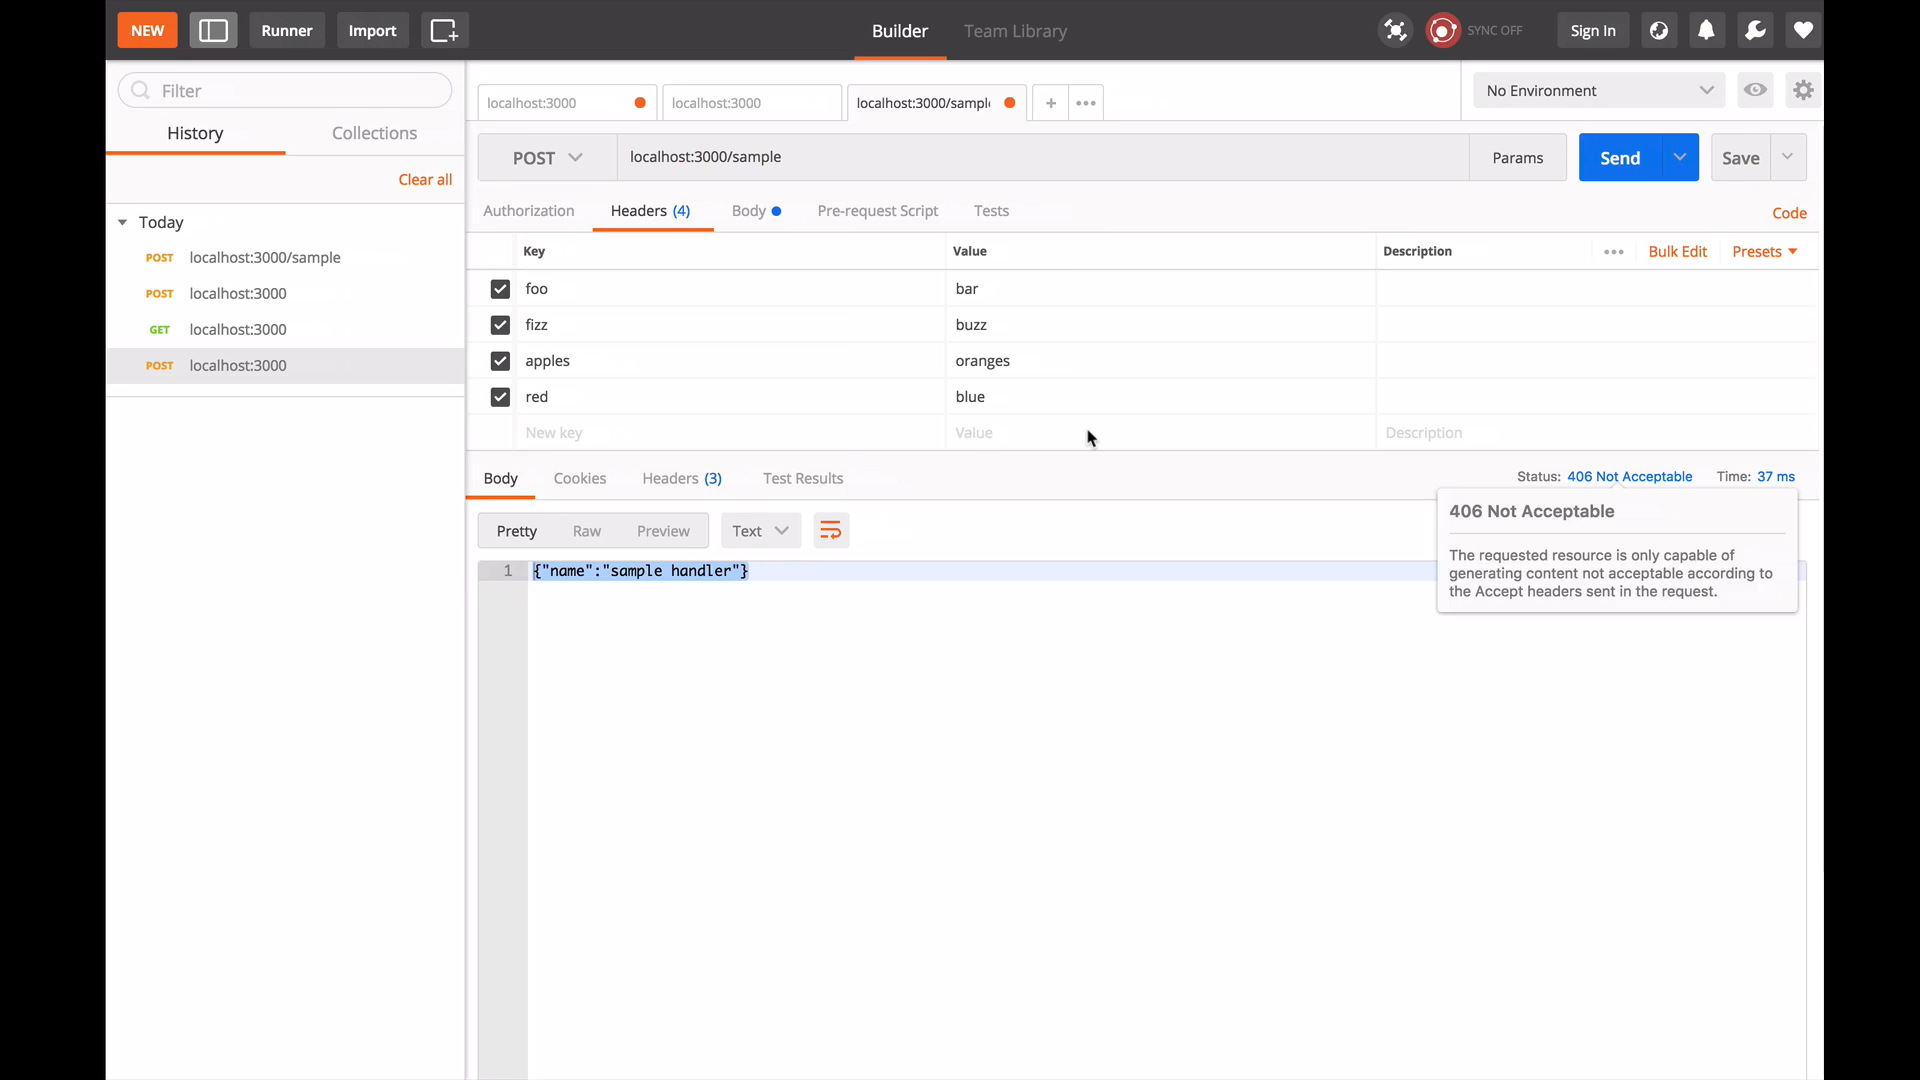 NEW
Runner
Import
Builder
Team Library
SYNC OFF
Sign In
Filter
History
Collections
Clear all
Today
POST localhost:3000/sample
POST localhost:3000
GET localhost:3000
POST localhost:3000
localhost:3000
localhost:3000
localhost:3000/sampl
No Environment
POST
localhost:3000/sample
Params
Send
Save
Authorization
Headers (4)
Body
Pre-request Script
Tests
Code
Key Value Description
Bulk Edit
Presets
foo bar
fizz buzz
apples oranges
red blue
New key Value Description
Body
Cookies
Headers (3)
Test Results
Status: 406 Not Acceptable Time: 37 ms
406 Not Acceptable
The requested resource is only capable of
generating content not acceptable according to
the Accept headers sent in the request.
Pretty
Raw
Preview
Text
1 {"name":"sample handler"}